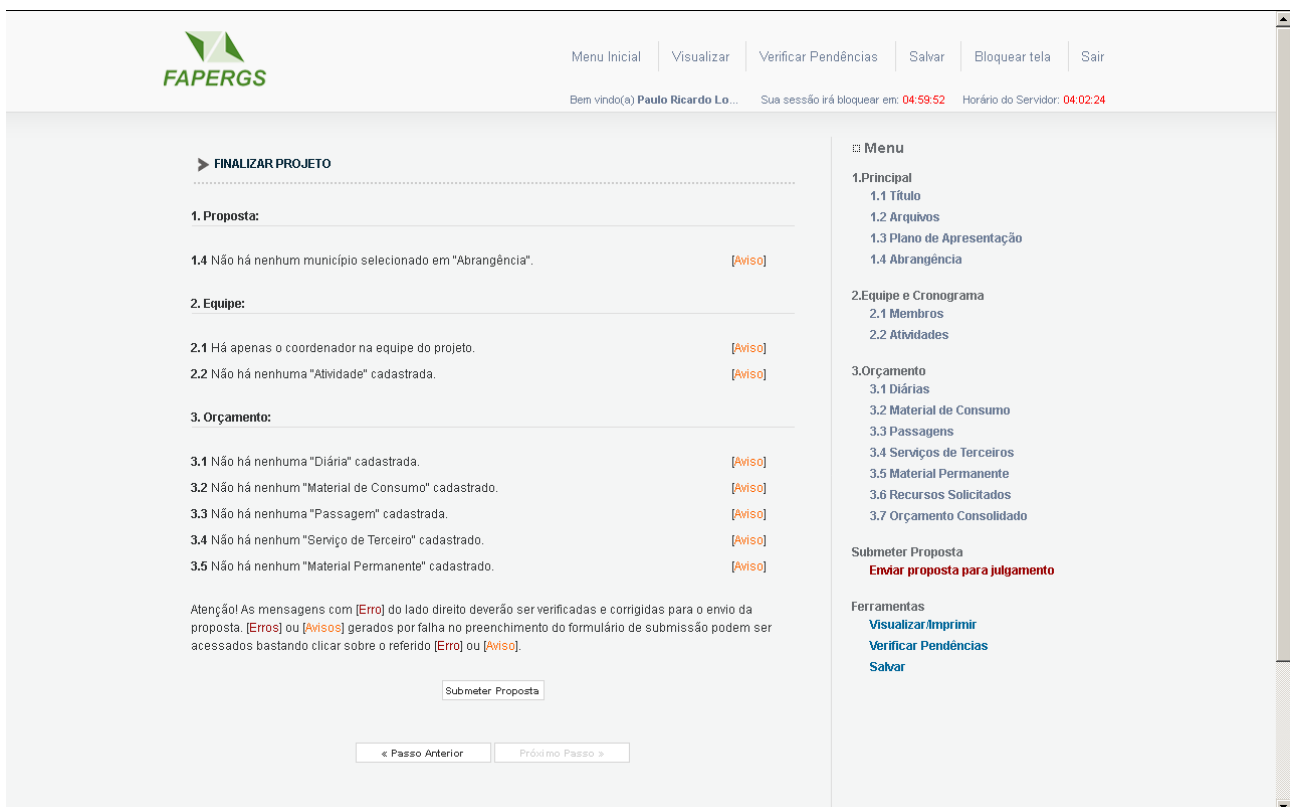 FAPERGS
Menu Inicial Visualizar Verificar Pendências Salvar Bloquear tela Sair
Bem vindo(a) Paulo Ricardo Lo... Sua sessão irá bloquear em: 04:59:52 Horário do Servidor: 04:02:24
FINALIZAR PROJETO
1. Proposta:
1.4 Não há nenhum município selecionado em "Abrangência". [Aviso]
2. Equipe:
2.1 Há apenas o coordenador na equipe do projeto. [Aviso]
2.2 Não há nenhuma "Atividade" cadastrada. [Aviso]
3. Orçamento:
3.1 Não há nenhuma "Diária" cadastrada. [Aviso]
3.2 Não há nenhum "Material de Consumo" cadastrado. [Aviso]
3.3 Não há nenhuma "Passagem" cadastrada. [Aviso]
3.4 Não há nenhum "Serviço de Terceiro" cadastrado. [Aviso]
3.5 Não há nenhum "Material Permanente" cadastrado. [Aviso]
Atenção! As mensagens com [Erro] do lado direito deverão ser verificadas e corrigidas para o envio da
proposta. [Erros] ou [Avisos] gerados por falha no preenchimento do formulário de submissão podem ser
acessados bastando clicar sobre o referido [Erro] ou [Aviso].
Submeter Proposta
« Passo Anterior Próximo Passo »
Menu
1.Principal
1.1 Título
1.2 Arquivos
1.3 Plano de Apresentação
1.4 Abrangência
2.Equipe e Cronograma
2.1 Membros
2.2 Atividades
3.Orçamento
3.1 Diárias
3.2 Material de Consumo
3.3 Passagens
3.4 Serviços de Terceiros
3.5 Material Permanente
3.6 Recursos Solicitados
3.7 Orçamento Consolidado
Submeter Proposta
Enviar proposta para julgamento
Ferramentas
Visualizar/Imprimir
Verificar Pendências
Salvar